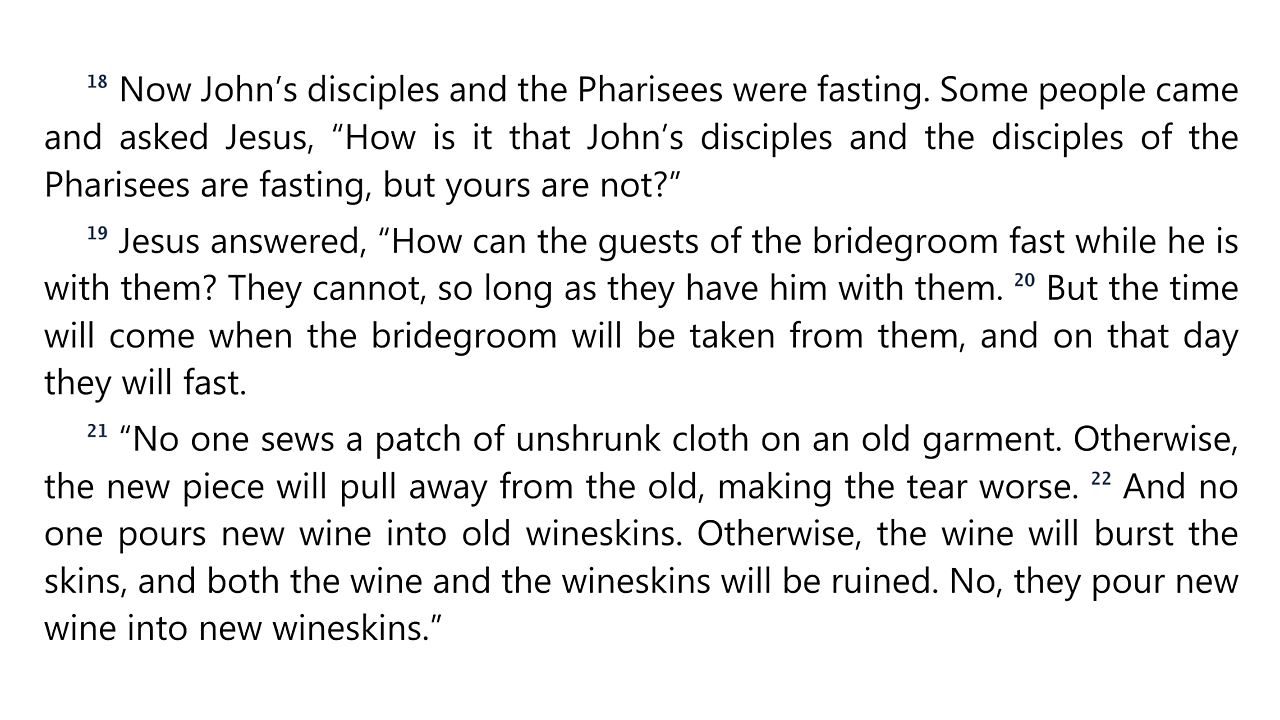 18 Now John’s disciples and the Pharisees were fasting. Some people came
and asked Jesus, “How is it that John’s disciples and the disciples of the
Pharisees are fasting, but yours are not?”
19 Jesus answered, “How can the guests of the bridegroom fast while he is
with them? They cannot, so long as they have him with them. 20 But the time
will come when the bridegroom will be taken from them, and on that day
they will fast.
21 “No one sews a patch of unshrunk cloth on an old garment. Otherwise,
the new piece will pull away from the old, making the tear worse. 22 And no
one pours new wine into old wineskins. Otherwise, the wine will burst the
skins, and both the wine and the wineskins will be ruined. No, they pour new
wine into new wineskins.”